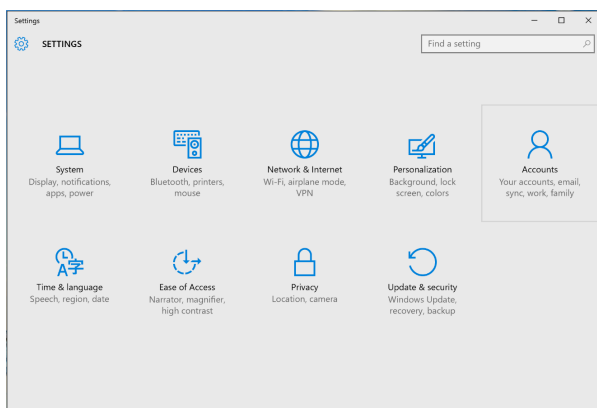 Settings
SETTINGS
Find a setting
System
Display, notifications,
apps, power
Devices
Bluetooth, printers,
mouse
Network & Internet
Wi-Fi, airplane mode,
VPN
Personalization
Background, lock
screen, colors
Accounts
Your accounts, email,
sync, work, family
A字
Time & language
Speech, region, date
Ease of Access
Narrator, magnifier,
high contrast
Privacy
Location, camera
Update & security
Windows Update,
recovery, backup